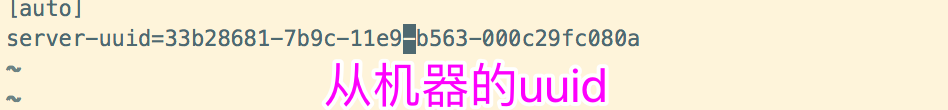 [auto]
server-uuid=33b28681-7b9c-11e9-b563-000c29fc080a
~
从机器的uuid
~